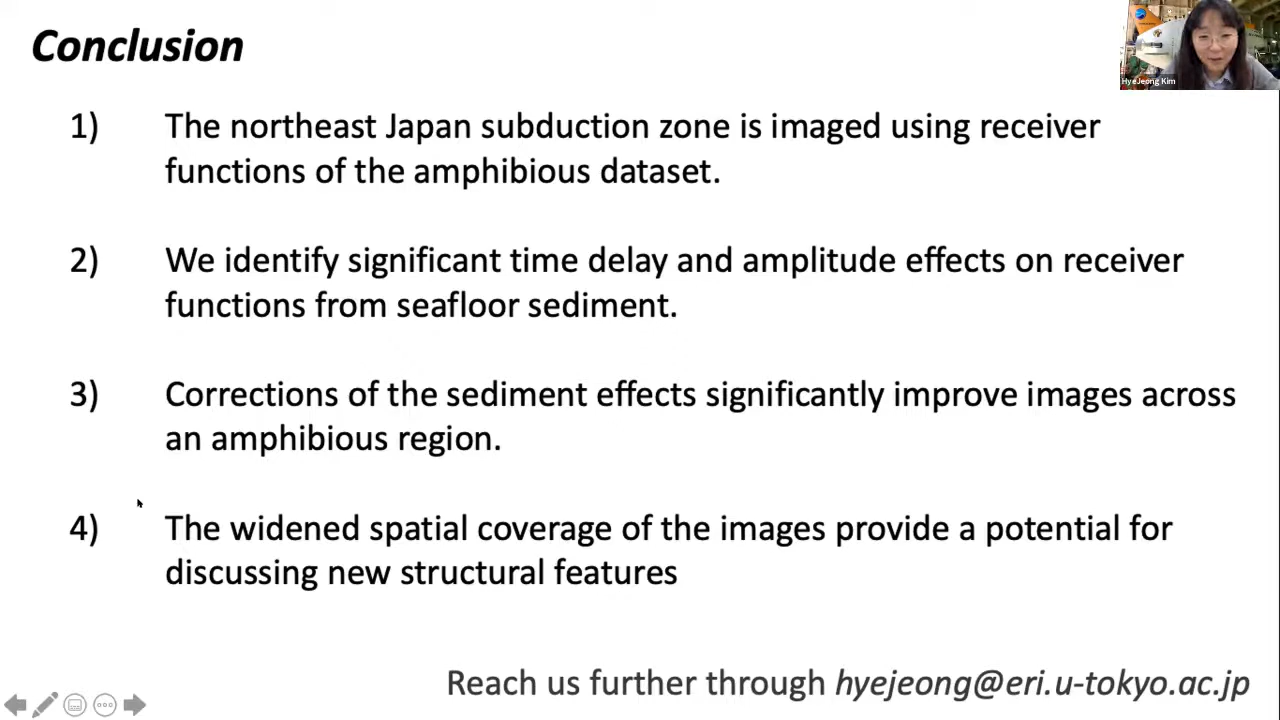 Conclusion
HyeJeong Kim
1) The northeast Japan subduction zone is imaged using receiver
functions of the amphibious dataset.
2) We identify significant time delay and amplitude effects on receiver
functions from seafloor sediment.
3) Corrections of the sediment effects significantly improve images across
an amphibious region.
4) The widened spatial coverage of the images provide a potential for
discussing new structural features
Reach us further through hyejeong@eri.u-tokyo.ac.jp